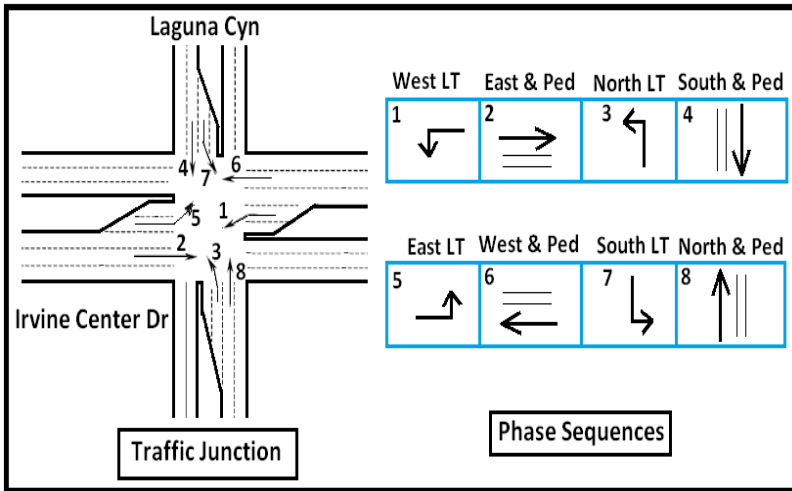 Laguna Cyn
4
7
6
5
1
2
3
8
Irvine Center Dr
Traffic Junction
West LT East & Ped North LT South & Ped
1 2 3 4
East LT West & Ped South LT North & Ped
5 6 7 8
Phase Sequences